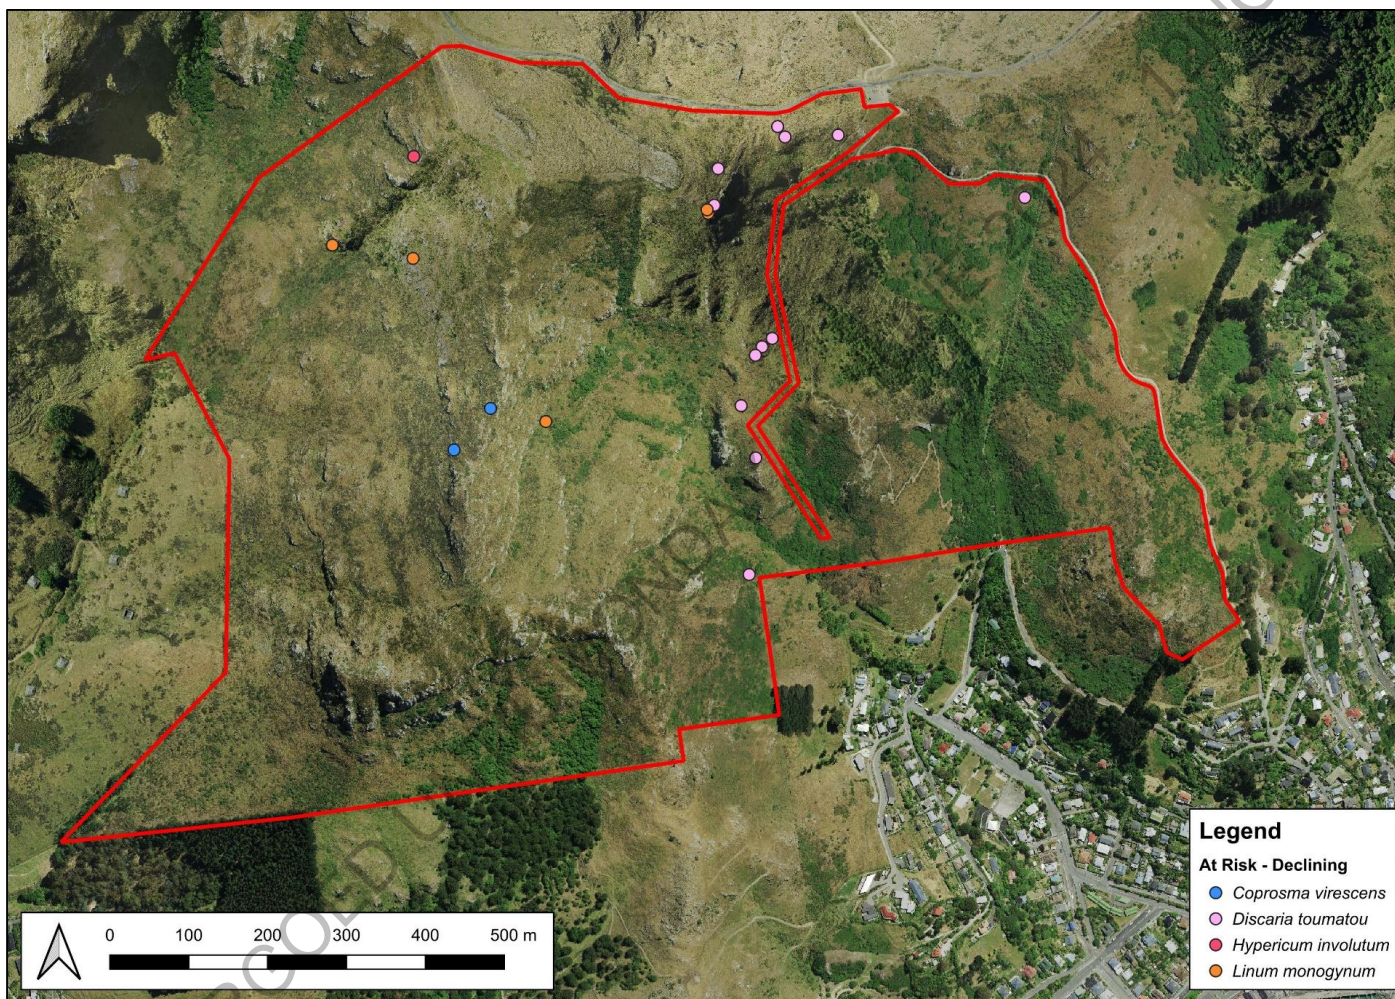 0 100 200 300 400 500 m
Legend
At Risk - Declining
Coprosma virescens
Discaria toumatou
Hypericum involutum
Linum monogynum